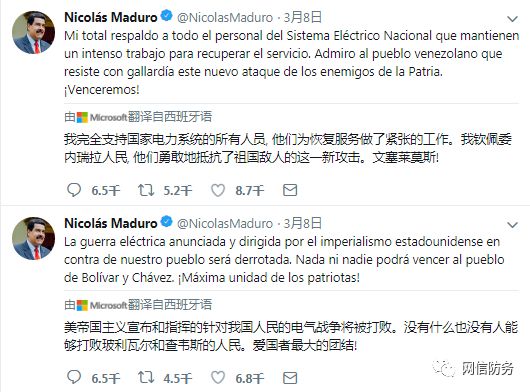 Nicolás Maduro @NicolasMaduro · 3月8日
Mi total respaldo a todo el personal del Sistema Eléctrico Nacional que mantienen
un intenso trabajo para recuperar el servicio. Admiro al pueblo venezolano que
resiste con gallardía este nuevo ataque de los enemigos de la Patria.
¡Venceremos!
由 Microsoft 翻译自西班牙语
我完全支持国家电力系统的所有人员, 他们为恢复服务做了紧张的工作。我钦佩委
内瑞拉人民, 他们勇敢地抵抗了祖国敌人的这一新攻击。文塞莱莫斯!
6.5千 5.2千 8.7千
Nicolás Maduro @NicolasMaduro · 3月8日
La guerra eléctrica anunciada y dirigida por el imperialismo estadounidense en
contra de nuestro pueblo será derrotada. Nada ni nadie podrá vencer al pueblo
de Bolívar y Chávez. ¡Máxima unidad de los patriotas!
由 Microsoft 翻译自西班牙语
美帝国主义宣布和指挥的针对我国人民的电气战争将被打败。没有什么也没有人能
够打败玻利瓦尔和查韦斯的人民。爱国者最大的团结!
6.5千 4.5千 6.8千
网信防务